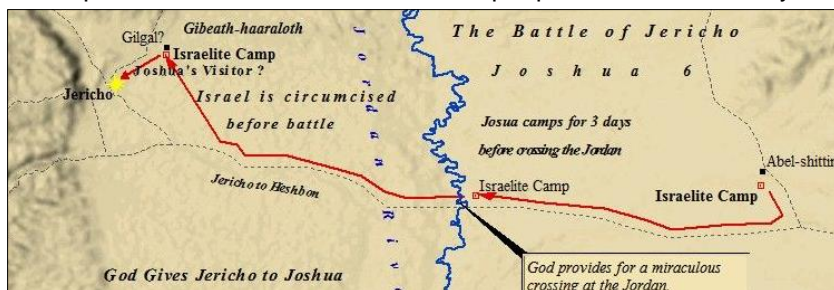 Gibeath-haaraloth
Gilgal?
Israelite Camp
Joshua's Visitor ?
Jericho
Israel is circumcised
before battle
Jericho to Heshbon
God Gives Jericho to Joshua
Jordan Rive
The Battle of Jericho
Joshua 6
Josua camps for 3 days
before crossing the Jordan
Abel-shittin
Israelite Camp
Israelite Camp
God provides for a miraculous
crossing at the Jordan.